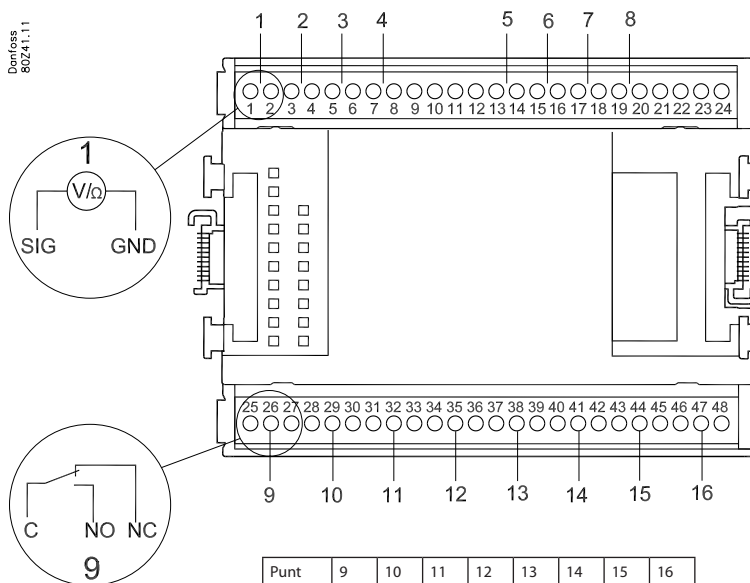 Danfoss
80Z41.11
1 2 3 4 5 6 7 8
1 2 3 4 5 6 7 8 9 10 11 12 13 14 15 16 17 18 19 20 21 22 23 24
1
V/Ω
SIG GND
25 26 27 28 29 30 31 32 33 34 35 36 37 38 39 40 41 42 43 44 45 46 47 48
9 10 11 12 13 14 15 16
C NO NC
9
Punt 9 10 11 12 13 14 15 16